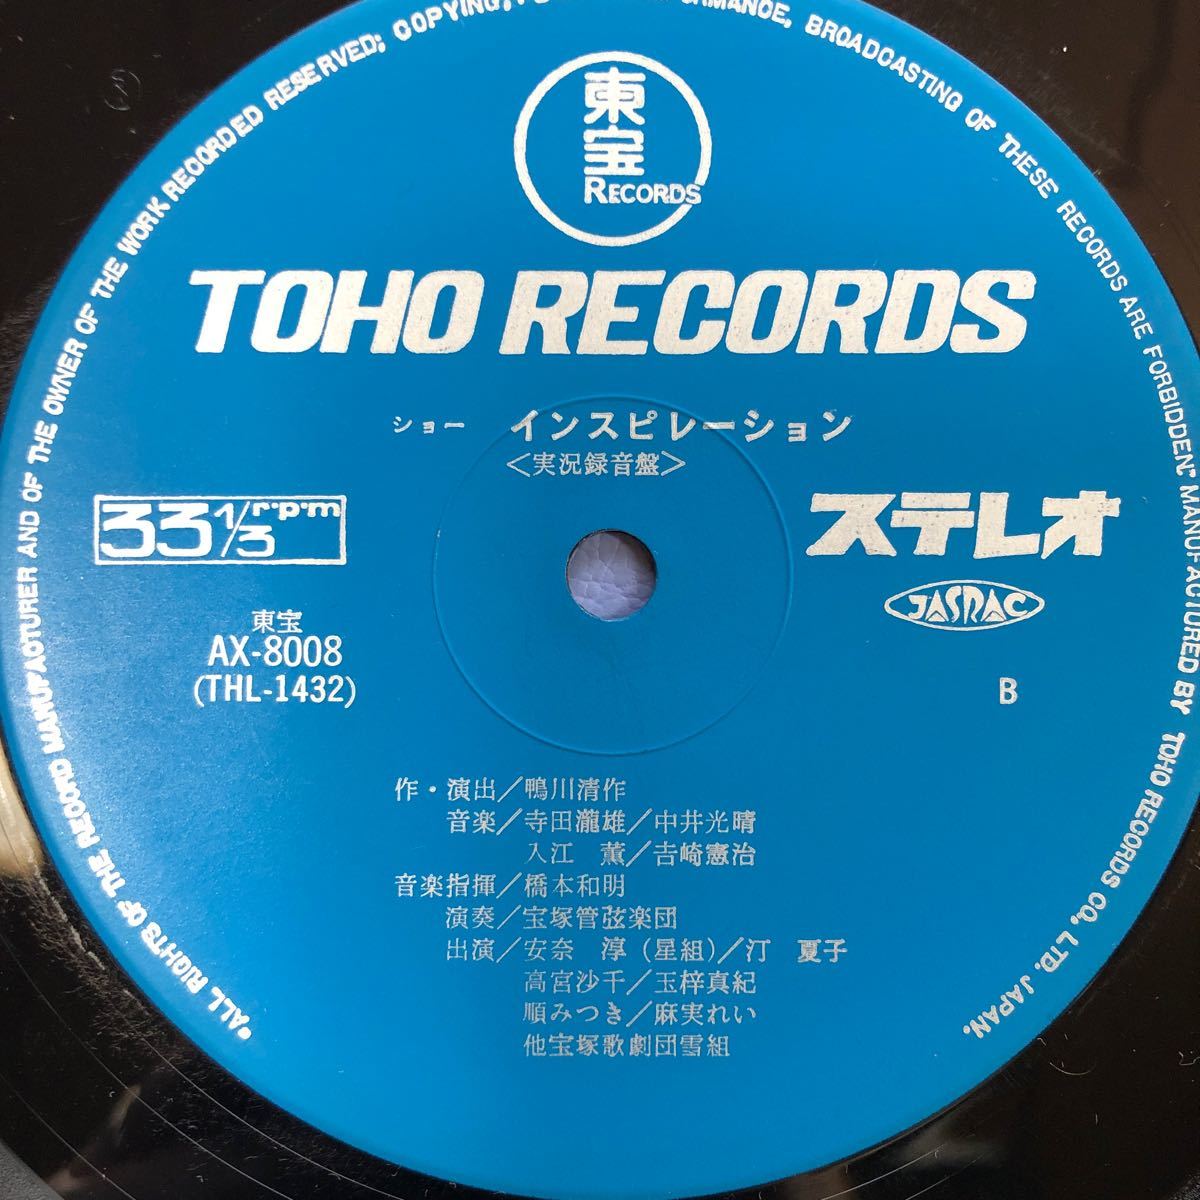 "ALL RIGHTS OF THE RECORD MANUFACTURER AND OF THE OWNER OF THE WORK RECORDED RESERVED; COPYING, PERFORMANCE, BROADCASTING OF THESE RECORDS ARE FORBIDDEN." MANUFACTURED BY TOHO RECORDS CO., LTD. JAPAN.
東宝
RECORDS
TOHO RECORDS
ショー インスピレーション
<実況録音盤>
33 1/3 r.p.m
ステレオ
JASRAC
東宝
AX-8008
(THL-1432)
B
作・演出／鴨川清作
音楽／寺田瀧雄／中井光晴
入江 薫／吉崎憲治
音楽指揮／橋本和明
演奏／宝塚管弦楽団
出演／安奈 淳（星組）／汀 夏子
高宮沙千／玉梓真紀
順みつき／麻実れい
他宝塚歌劇団雪組